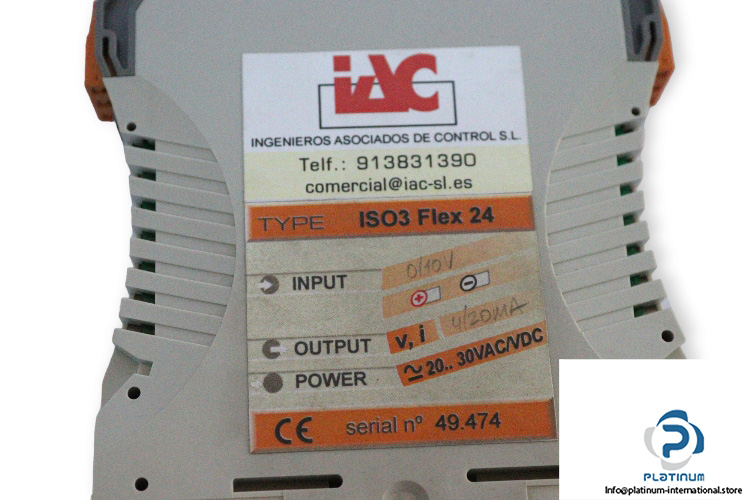 iAC
INGENIEROS ASOCIADOS DE CONTROL S.L.
Telf.: 913831390
comercial@iac-sl.es
TYPE ISO3 Flex 24
INPUT 0/10V
+ −
OUTPUT v, i 4/20MA
POWER ≃ 20.. 30VAC/VDC
CE serial nº 49.474
PLATINUM
Info@platinum-international.store